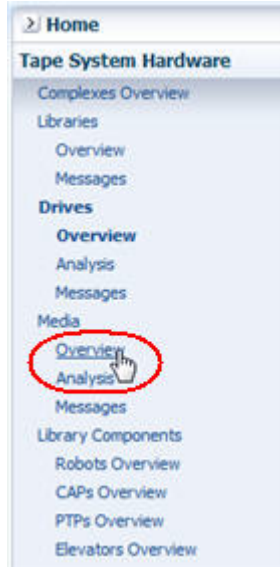 Home
Tape System Hardware
Complexes Overview
Libraries
Overview
Messages
Drives
Overview
Analysis
Messages
Media
Overview
Analysis
Messages
Library Components
Robots Overview
CAPs Overview
PTPs Overview
Elevators Overview